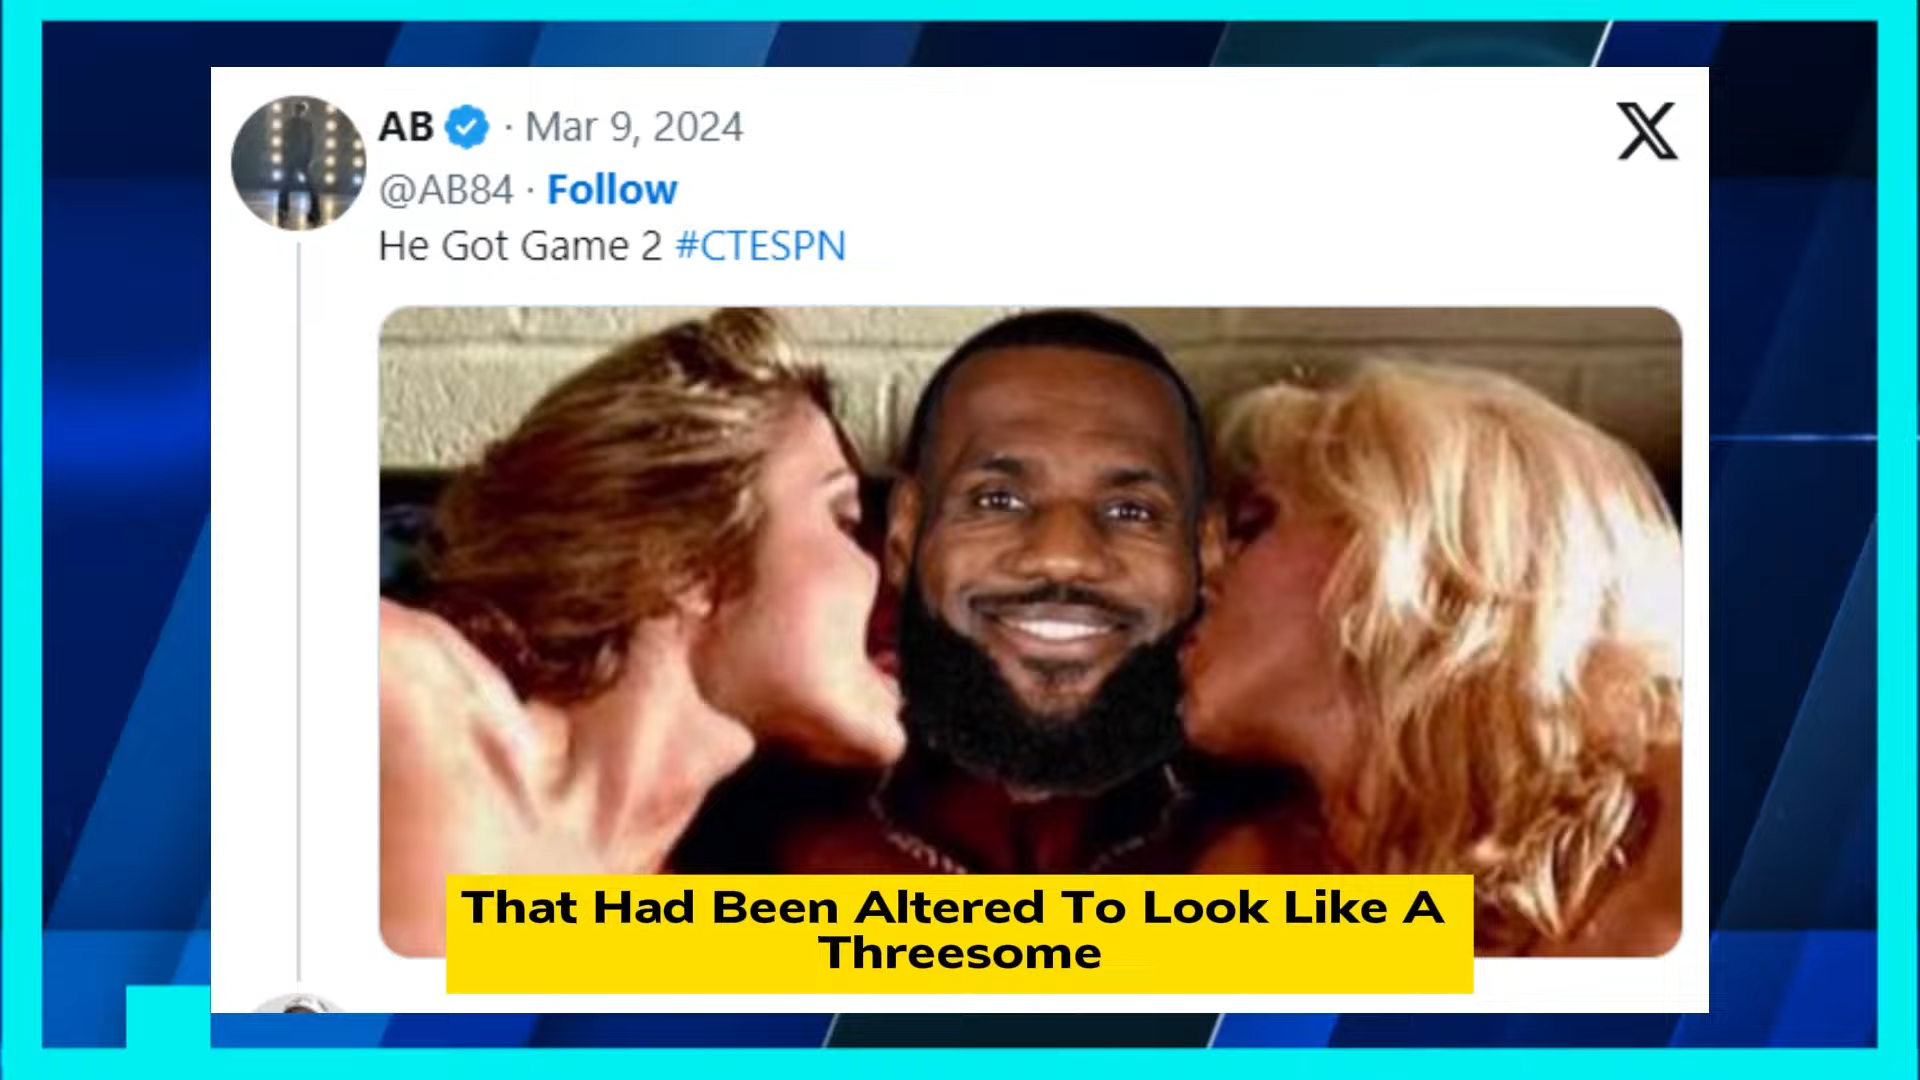 AB · Mar 9, 2024
@AB84 · Follow
He Got Game 2 #CTESPN
That Had Been Altered To Look Like A
Threesome